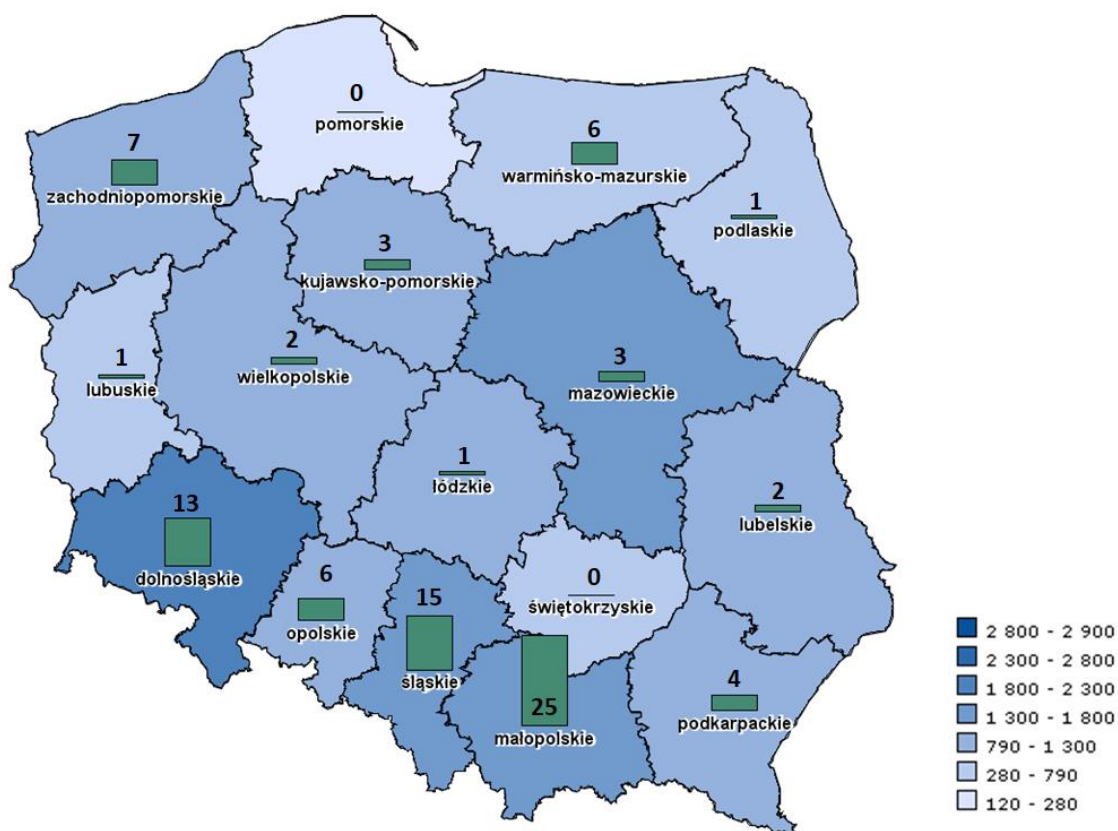 0
pomorskie
7
zachodniopomorskie
6
warmińsko-mazurskie
1
podlaskie
3
kujawsko-pomorskie
2
wielkopolskie
1
lubuskie
3
mazowieckie
1
łódzkie
2
lubelskie
13
dolnośląskie
6
opolskie
15
śląskie
0
świętokrzyskie
25
małopolskie
4
podkarpackie
2 800 - 2 900
2 300 - 2 800
1 800 - 2 300
1 300 - 1 800
790 - 1 300
280 - 790
120 - 280